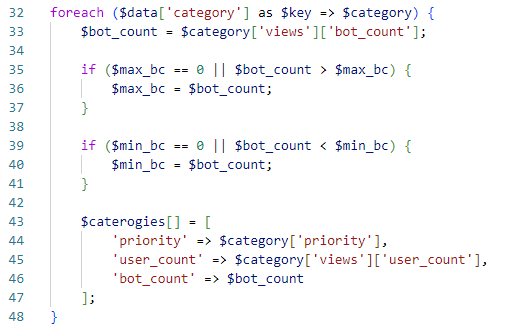 32 foreach ($data['category'] as $key => $category) {
33     $bot_count = $category['views']['bot_count'];
34
35     if ($max_bc == 0 || $bot_count > $max_bc) {
36         $max_bc = $bot_count;
37     }
38
39     if ($min_bc == 0 || $bot_count < $min_bc) {
40         $min_bc = $bot_count;
41     }
42
43     $caterogies[] = [
44         'priority' => $category['priority'],
45         'user_count' => $category['views']['user_count'],
46         'bot_count' => $bot_count
47     ];
48 }